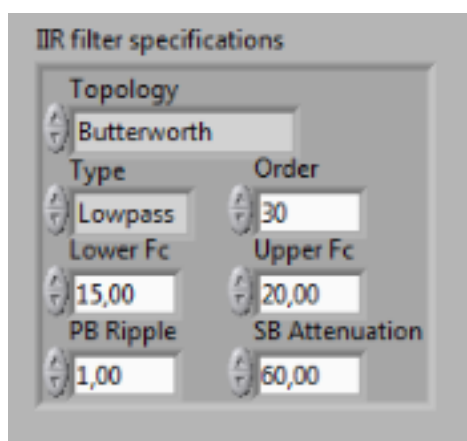 IIR filter specifications
Topology
Butterworth
Type Order
Lowpass 30
Lower Fc Upper Fc
15,00 20,00
PB Ripple SB Attenuation
1,00 60,00